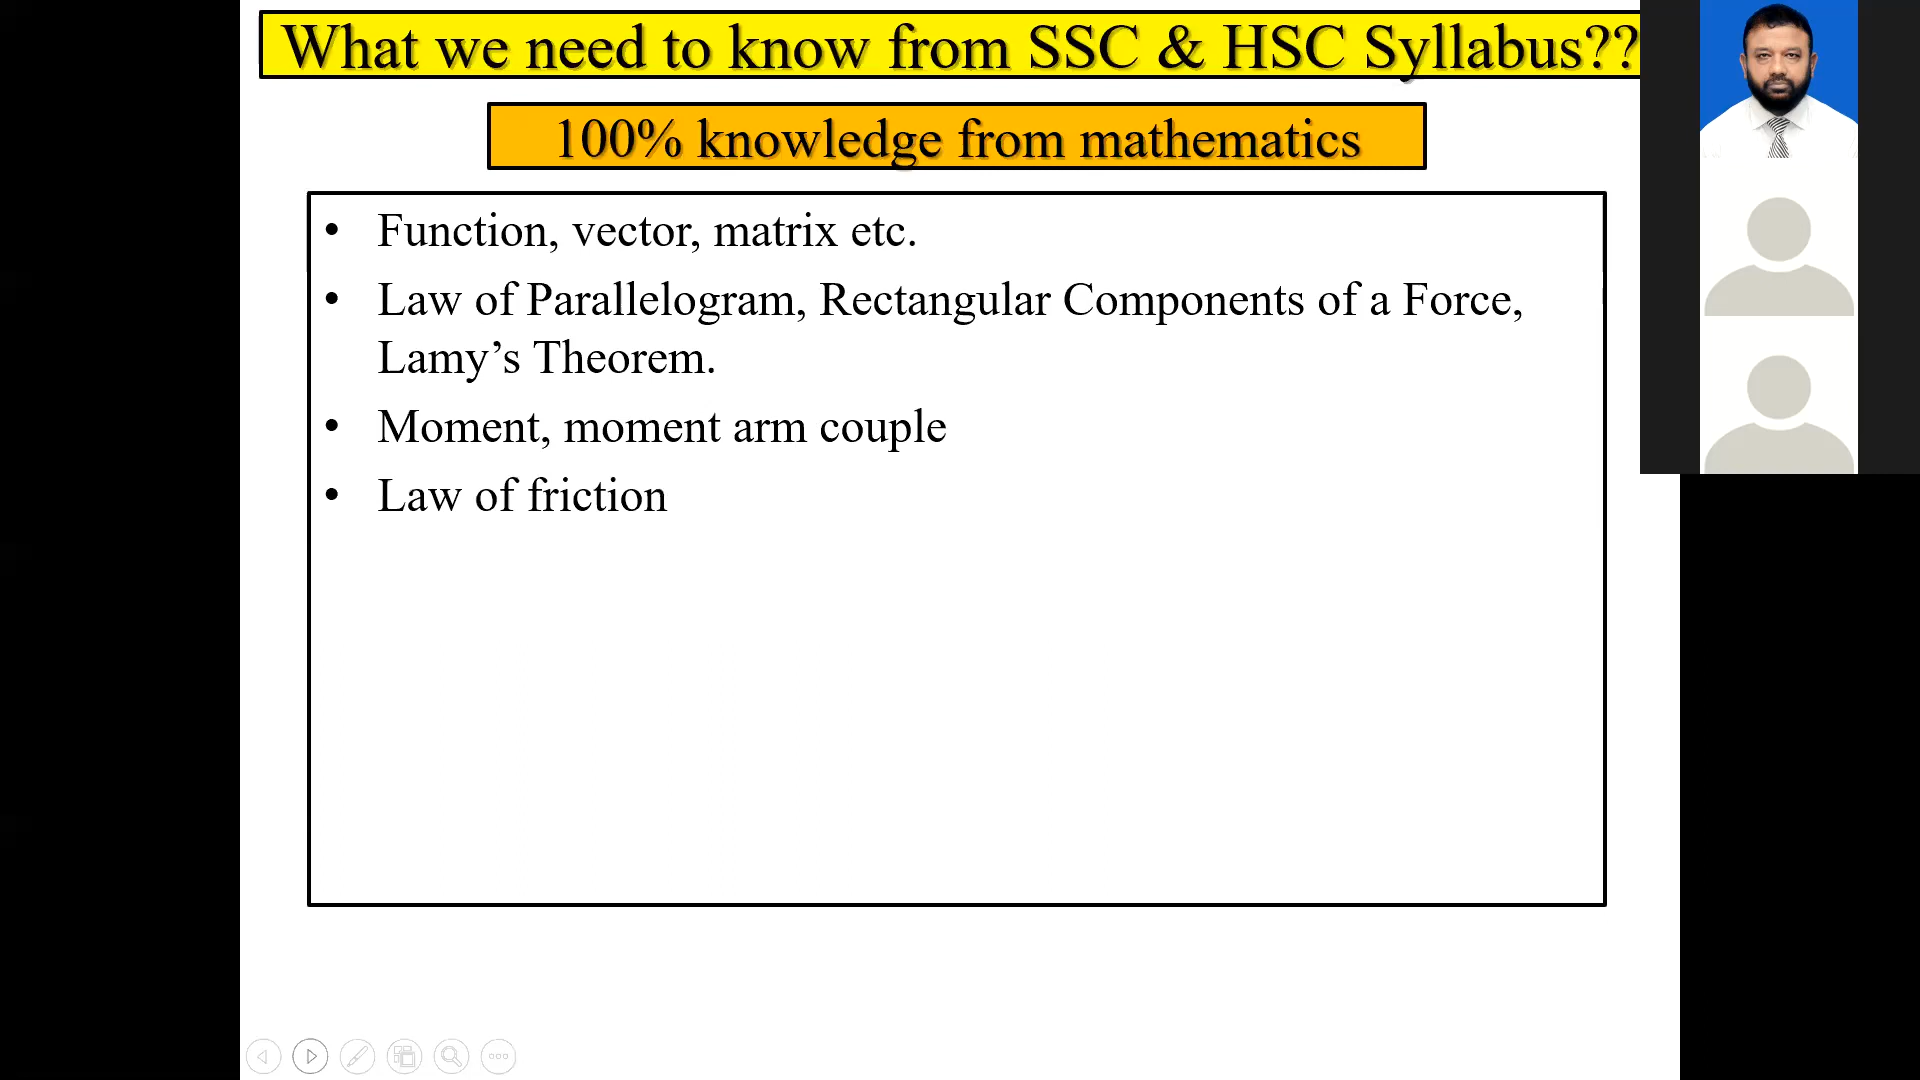 What we need to know from SSC & HSC Syllabus??
100% knowledge from mathematics
• Function, vector, matrix etc.
• Law of Parallelogram, Rectangular Components of a Force,
Lamy’s Theorem.
• Moment, moment arm couple
• Law of friction